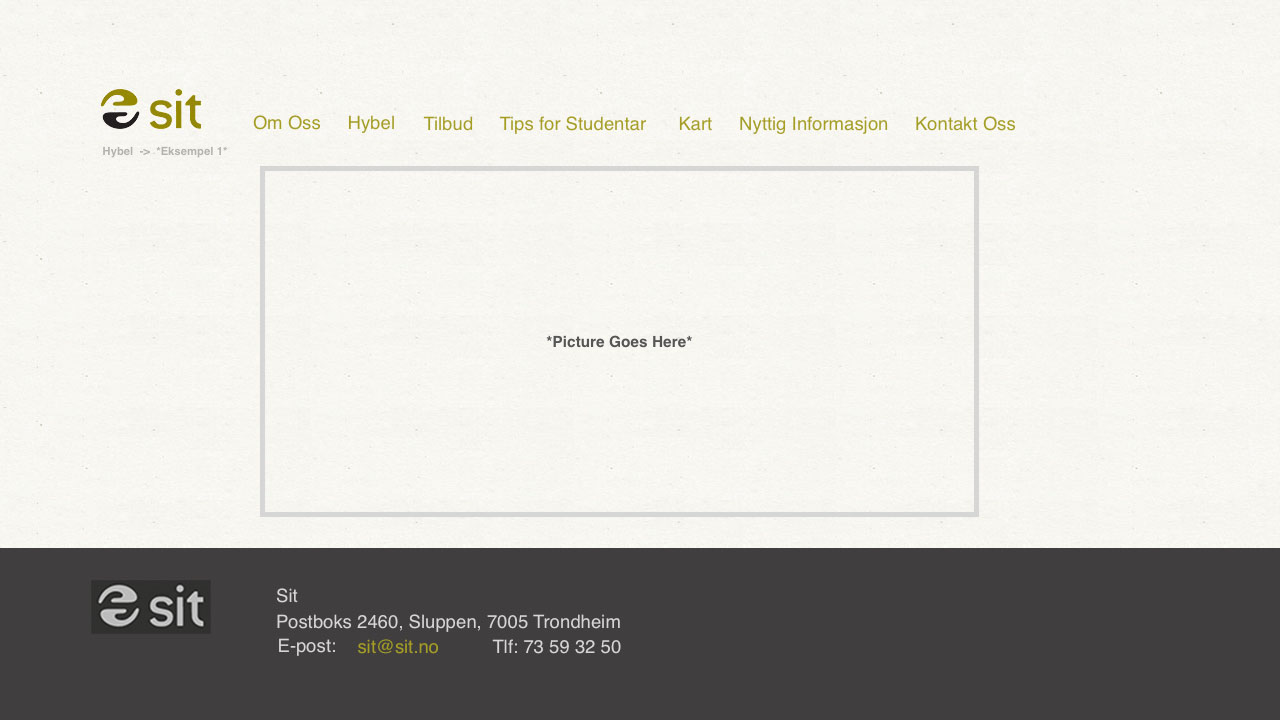 sit
Om Oss Hybel Tilbud Tips for Studentar Kart Nyttig Informasjon Kontakt Oss
Hybel -> *Eksempel 1*
*Picture Goes Here*
sit
Sit
Postboks 2460, Sluppen, 7005 Trondheim
E-post: sit@sit.no Tlf: 73 59 32 50